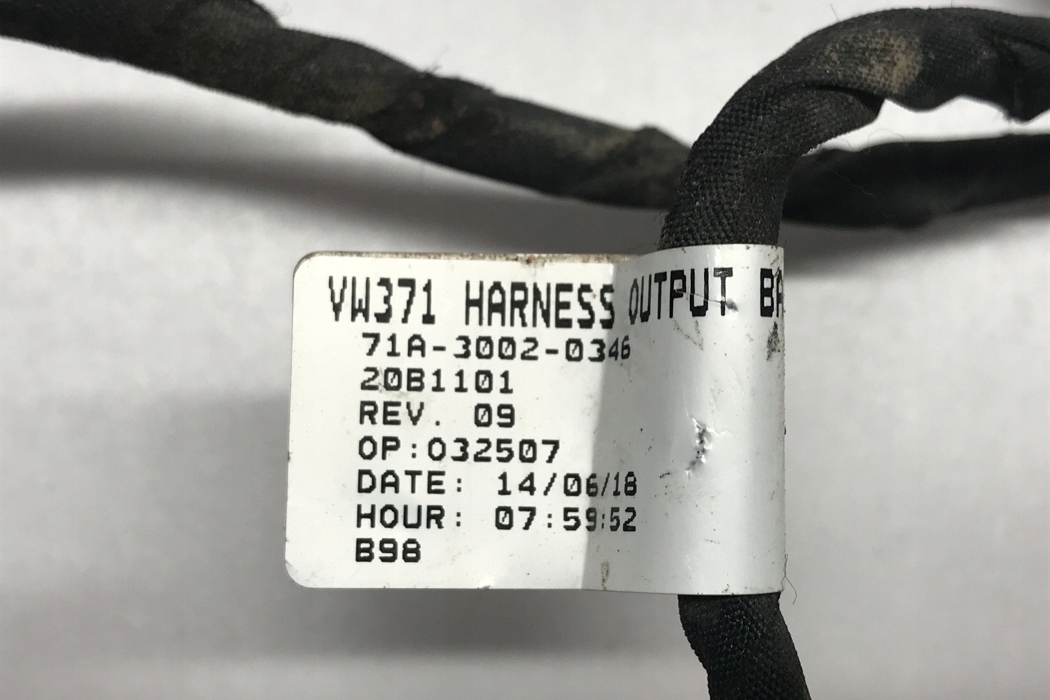 VW371 HARNESS OUTPUT
71A-3002-0346
20B1101
REV. 09
OP:032507
DATE: 14/06/18
HOUR: 07:59:52
B98